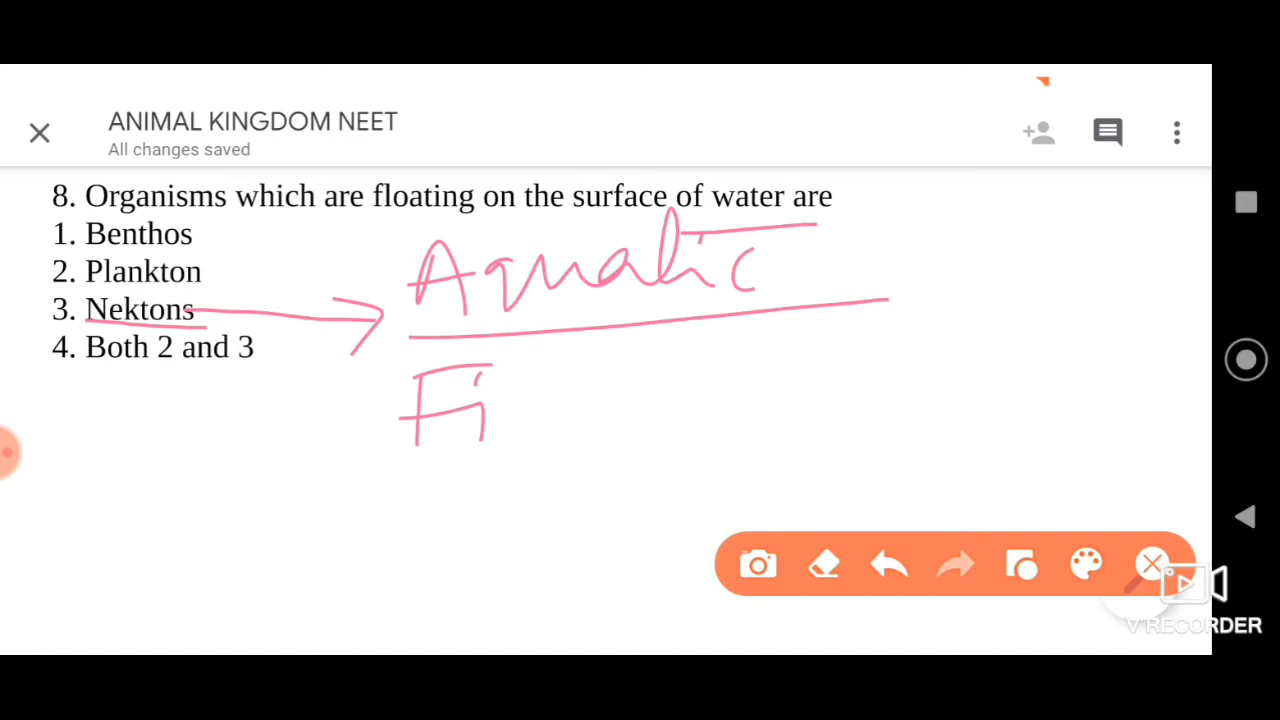 ANIMAL KINGDOM NEET
All changes saved
8. Organisms which are floating on the surface of water are
1. Benthos
2. Plankton
3. Nektons
4. Both 2 and 3
Aquatic
Fi
V RECORDER